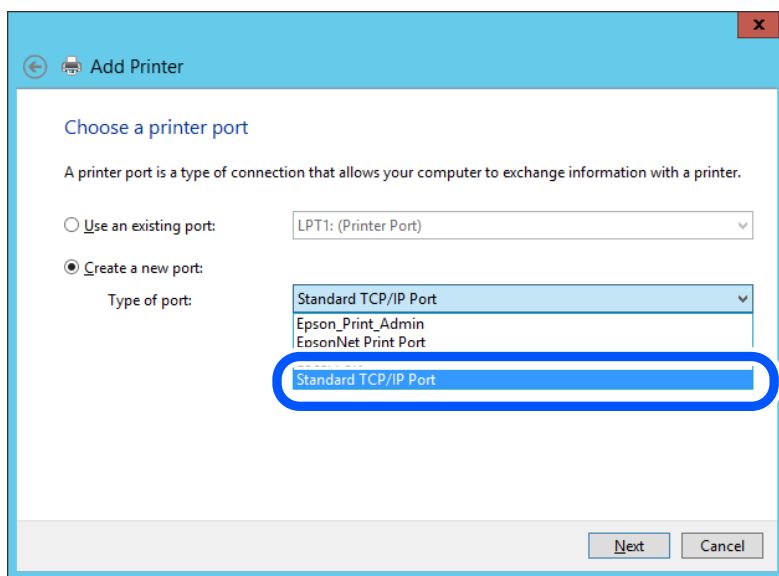 x
Add Printer
Choose a printer port
A printer port is a type of connection that allows your computer to exchange information with a printer.
Use an existing port:
LPT1: (Printer Port)
Create a new port:
Type of port:
Standard TCP/IP Port
Epson_Print_Admin
EpsonNet Print Port
Standard TCP/IP Port
Next
Cancel